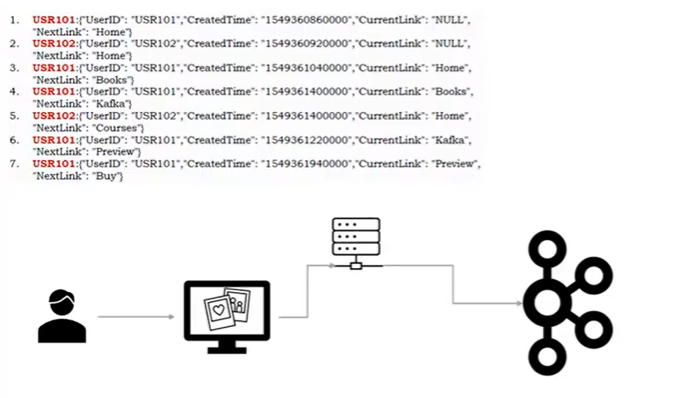 1. USR101:{"UserID": "USR101","CreatedTime": "1549360860000","CurrentLink": "NULL",
"NextLink": "Home"}
2. USR102:{"UserID": "USR102","CreatedTime": "1549360920000","CurrentLink": "NULL",
"NextLink": "Home"}
3. USR101:{"UserID": "USR101","CreatedTime": "1549361040000","CurrentLink": "Home",
"NextLink": "Books"}
4. USR101:{"UserID": "USR101","CreatedTime": "1549361400000","CurrentLink": "Books",
"NextLink": "Kafka"}
5. USR102:{"UserID": "USR102","CreatedTime": "1549361400000","CurrentLink": "Home",
"NextLink": "Courses"}
6. USR101:{"UserID": "USR101","CreatedTime": "1549361220000","CurrentLink": "Kafka",
"NextLink": "Preview"}
7. USR101:{"UserID": "USR101","CreatedTime": "1549361940000","CurrentLink": "Preview",
"NextLink": "Buy"}